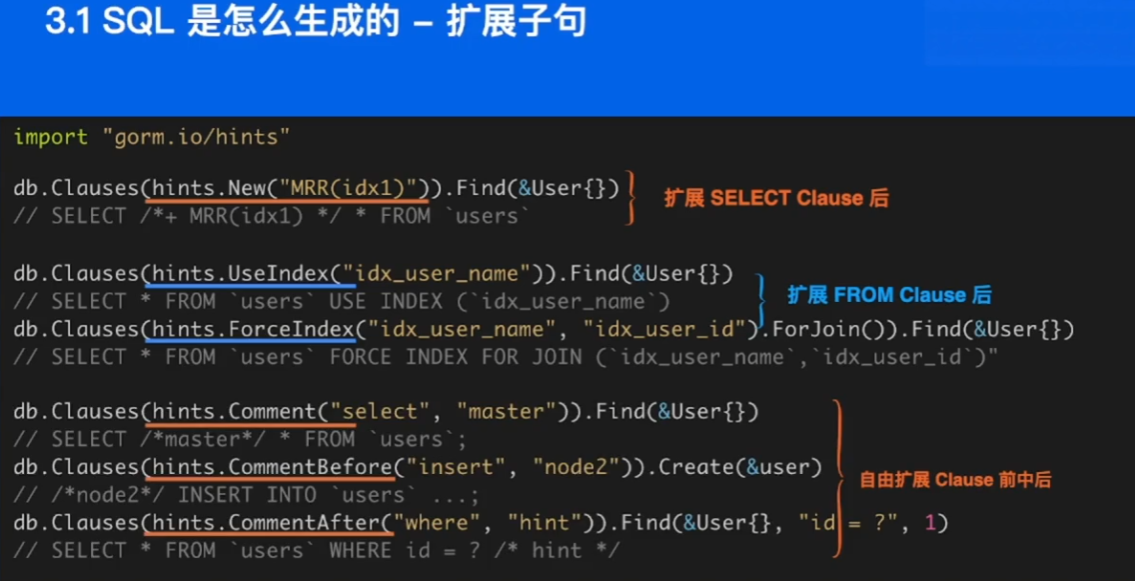 3.1 SQL 是怎么生成的 – 扩展子句
import "gorm.io/hints"
db.Clauses(hints.New("MRR(idx1)")).Find(&User{})
扩展 SELECT Clause 后
// SELECT /*+ MRR(idx1) */ * FROM `users`
db.Clauses(hints.UseIndex("idx_user_name")).Find(&User{})
扩展 FROM Clause 后
// SELECT * FROM `users` USE INDEX (`idx_user_name`)
db.Clauses(hints.ForceIndex("idx_user_name", "idx_user_id").ForJoin()).Find(&User{})
// SELECT * FROM `users` FORCE INDEX FOR JOIN (`idx_user_name`,`idx_user_id`)"
db.Clauses(hints.Comment("select", "master")).Find(&User{})
// SELECT /*master*/ * FROM `users`;
db.Clauses(hints.CommentBefore("insert", "node2")).Create(&user)
自由扩展 Clause 前中后
// /*node2*/ INSERT INTO `users` ...;
db.Clauses(hints.CommentAfter("where", "hint")).Find(&User{}, "id = ?", 1)
// SELECT * FROM `users` WHERE id = ? /* hint */